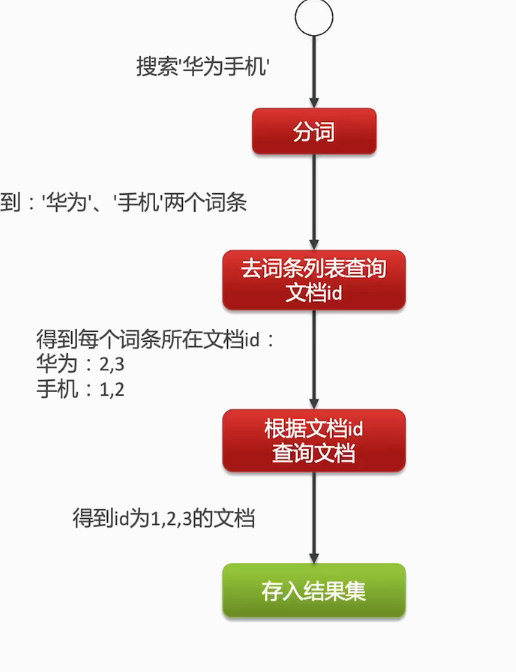 搜索'华为手机'
分词
到：'华为'、'手机'两个词条
去词条列表查询
文档id
得到每个词条所在文档id：
华为：2,3
手机：1,2
根据文档id
查询文档
得到id为1,2,3的文档
存入结果集